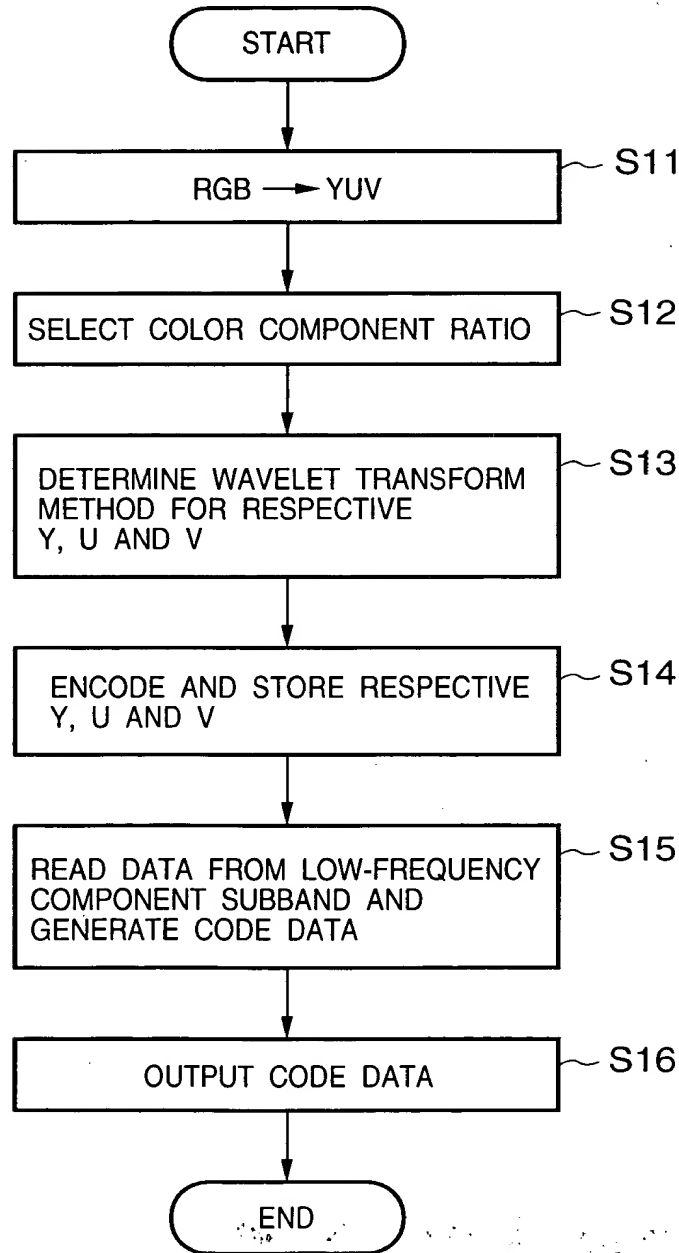 START
RGB → YUV
S11
SELECT COLOR COMPONENT RATIO
S12
DETERMINE WAVELET TRANSFORM
METHOD FOR RESPECTIVE
Y, U AND V
S13
ENCODE AND STORE RESPECTIVE
Y, U AND V
S14
READ DATA FROM LOW-FREQUENCY
COMPONENT SUBBAND AND
GENERATE CODE DATA
S15
OUTPUT CODE DATA
S16
END